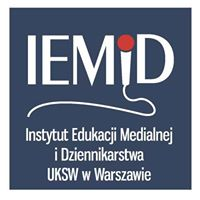 IEMiD
Instytut Edukacji Medialnej
i Dziennikarstwa
UKSW w Warszawie